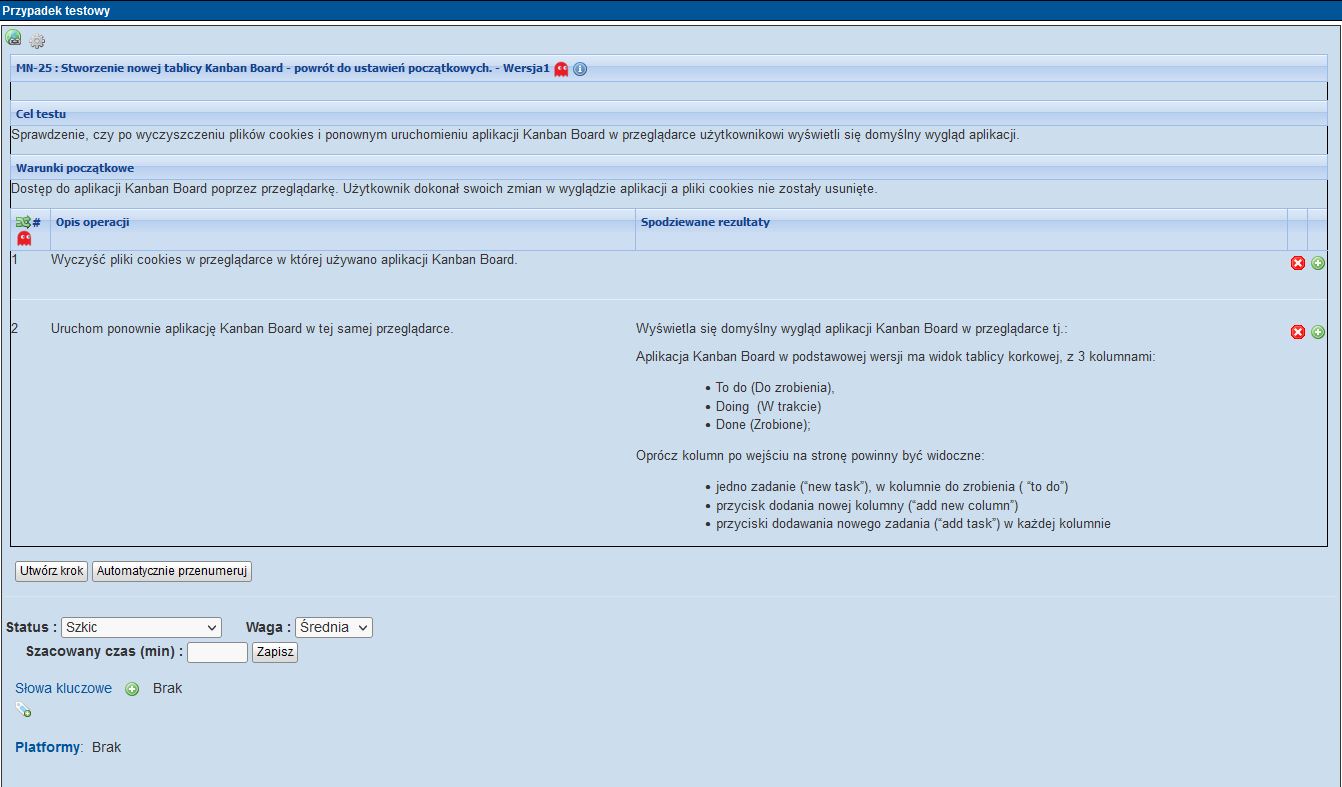 Przypadek testowy
MN-25 : Stworzenie nowej tablicy Kanban Board - powrót do ustawień początkowych. - Wersja1
Cel testu
Sprawdzenie, czy po wyczyszczeniu plików cookies i ponownym uruchomieniu aplikacji Kanban Board w przeglądarce użytkownikowi wyświetli się domyślny wygląd aplikacji.
Warunki początkowe
Dostęp do aplikacji Kanban Board poprzez przeglądarkę. Użytkownik dokonał swoich zmian w wyglądzie aplikacji a pliki cookies nie zostały usunięte.
# Opis operacji Spodziewane rezultaty
1 Wyczyść pliki cookies w przeglądarce w której używano aplikacji Kanban Board.
2 Uruchom ponownie aplikację Kanban Board w tej samej przeglądarce. Wyświetla się domyślny wygląd aplikacji Kanban Board w przeglądarce tj.:
Aplikacja Kanban Board w podstawowej wersji ma widok tablicy korkowej, z 3 kolumnami:
• To do (Do zrobienia),
• Doing (W trakcie)
• Done (Zrobione);
Oprócz kolumn po wejściu na stronę powinny być widoczne:
• jedno zadanie (“new task”), w kolumnie do zrobienia ( “to do”)
• przycisk dodania nowej kolumny (“add new column”)
• przyciski dodawania nowego zadania (“add task”) w każdej kolumnie
Utwórz krok Automatycznie przenumeruj
Status : Szkic Waga : Średnia
Szacowany czas (min) : Zapisz
Słowa kluczowe Brak
Platformy: Brak